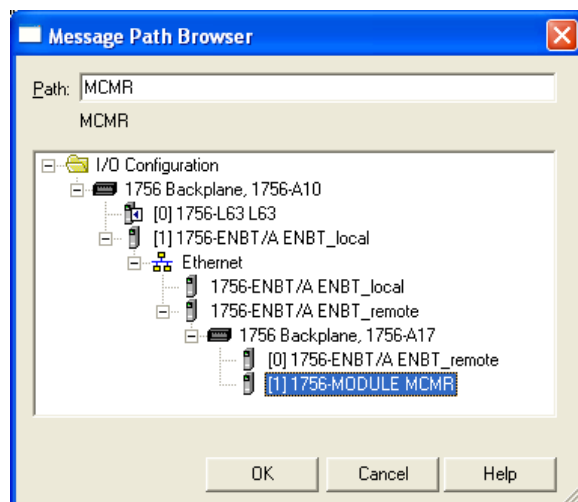 Message Path Browser
Path: MCMR
MCMR
I/O Configuration
1756 Backplane, 1756-A10
[0] 1756-L63 L63
[1] 1756-ENBT/A ENBT_local
Ethernet
1756-ENBT/A ENBT_local
1756-ENBT/A ENBT_remote
1756 Backplane, 1756-A17
[0] 1756-ENBT/A ENBT_remote
[1] 1756-MODULE MCMR
OK Cancel Help